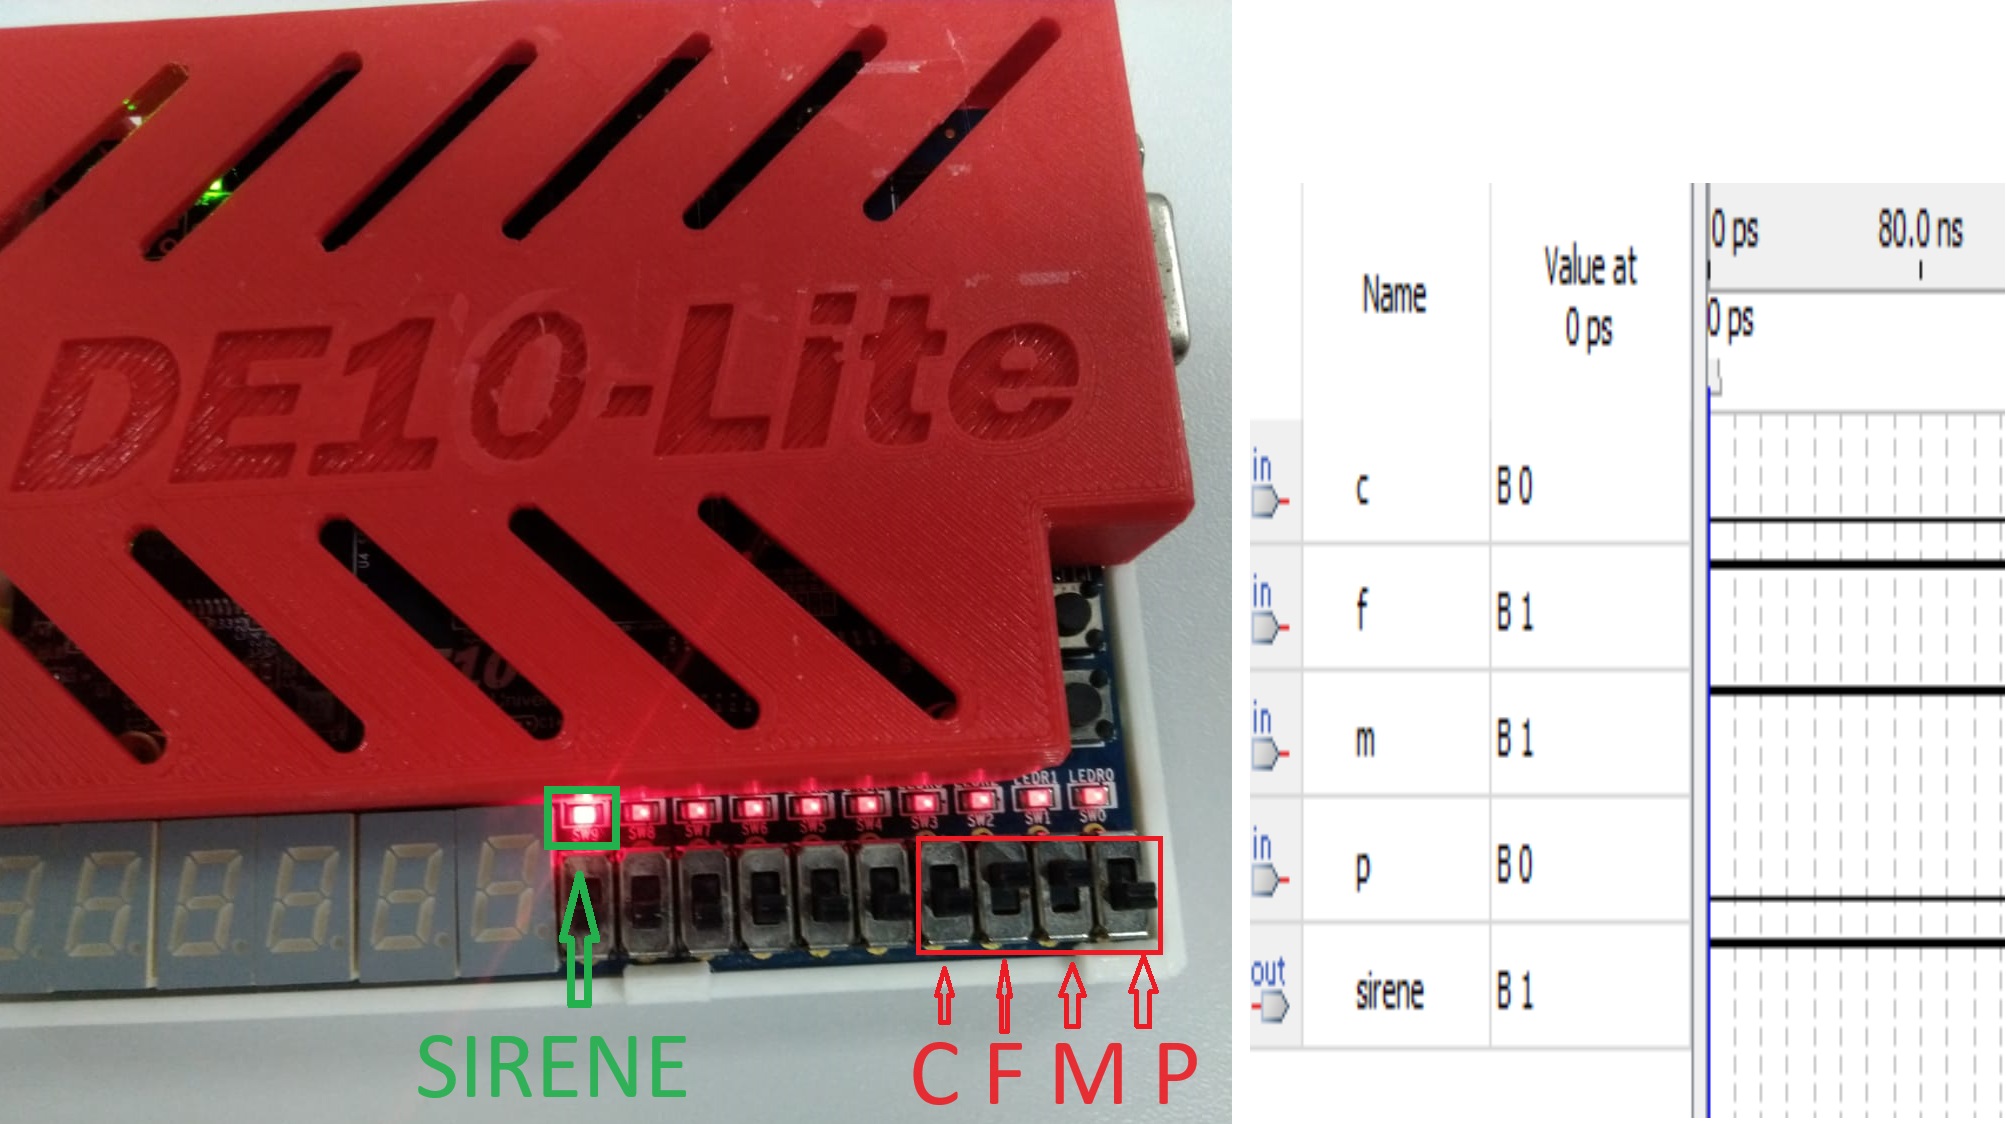 DE10-Lite
U4
10
LEDR1 LEDR0
SW9 SW8 SW7 SW6 SW5 SW4 SW3 SW2 SW1 SW0
SIRENE
C F M P
Name
Value at
0 ps
0 ps
80.0 ns
0 ps
in
c
B 0
in
f
B 1
in
m
B 1
in
p
B 0
out
sirene
B 1